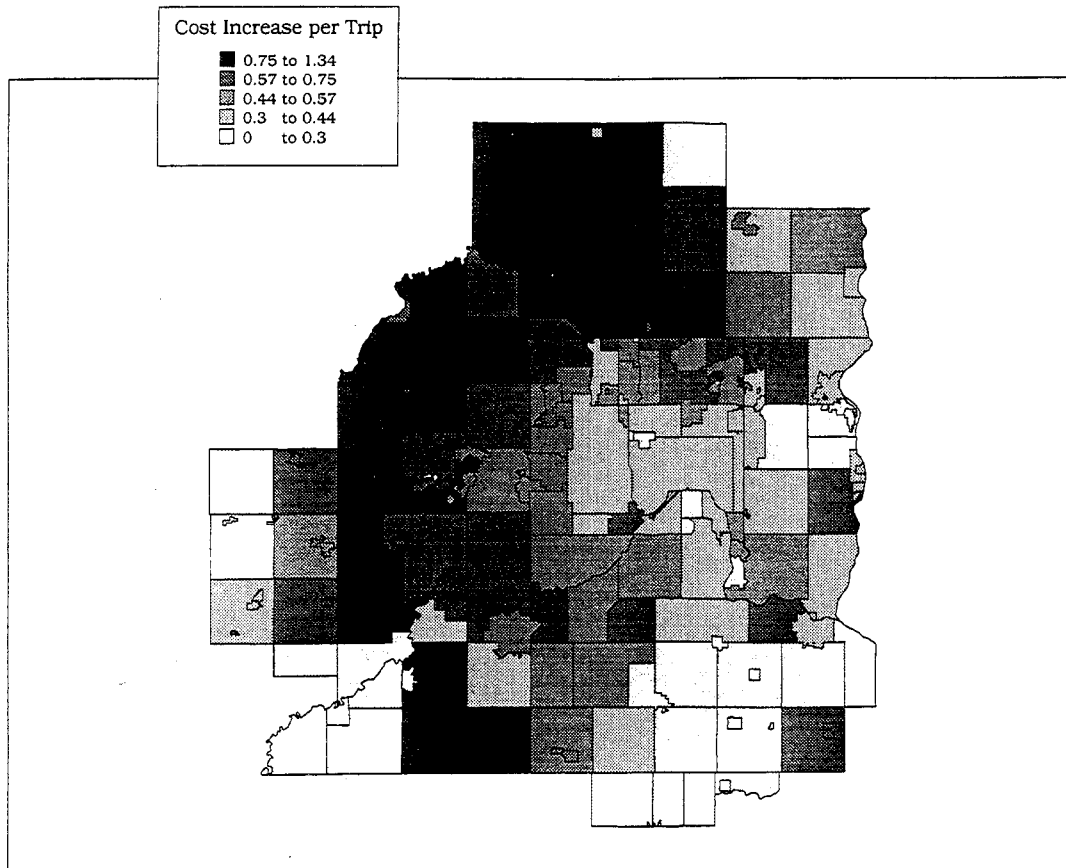 Cost Increase per Trip
0.75 to 1.34
0.57 to 0.75
0.44 to 0.57
0.3 to 0.44
0 to 0.3